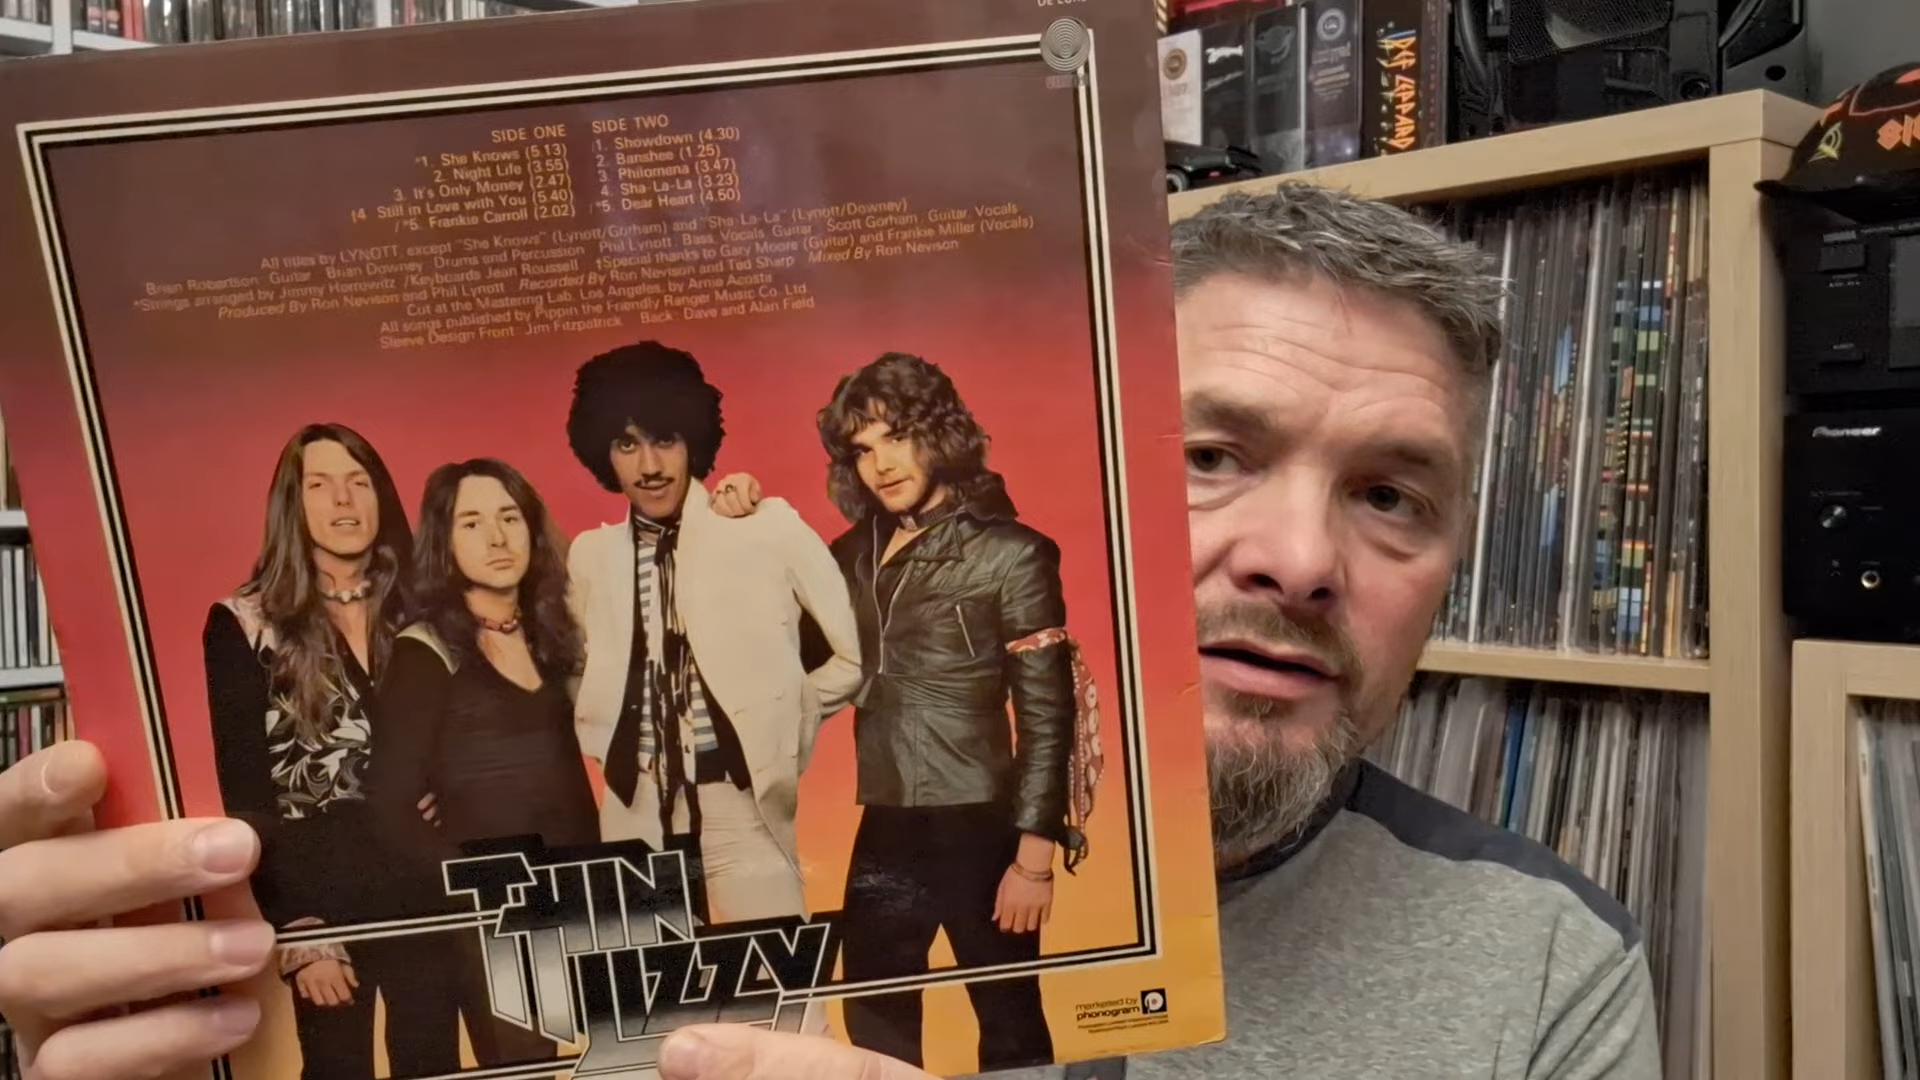 DE LUXE
SIDE ONE
*1. She Knows (5.13)
2. Night Life (3.55)
3. It's Only Money (2.47)
†4 Still in Love with You (5.40)
/*5. Frankie Carroll (2.02)
SIDE TWO
1. Showdown (4.30)
2. Banshee (1.25)
3. Philomena (3.47)
4. Sha-La-La (3.23)
/*5. Dear Heart (4.50)
All titles by LYNOTT, except "She Knows" (Lynott/Gorham) and "Sha-La-La" (Lynott/Downey)
Brian Robertson: Guitar Brian Downey: Drums and Percussion Phil Lynott: Bass, Vocals, Guitar Scott Gorham: Guitar, Vocals
*Strings arranged by Jimmy Horrowitz /Keyboards Jean Roussell †Special thanks to Gary Moore (Guitar) and Frankie Miller (Vocals)
Produced By Ron Nevison and Phil Lynott Recorded By Ron Nevison and Ted Sharp Mixed By Ron Nevison
Cut at the Mastering Lab, Los Angeles, by Arnie Acosta
All songs published by Pippin the Friendly Ranger Music Co. Ltd.
Sleeve Design Front: Jim Fitzpatrick Back: Dave and Alan Field
THIN
LIZZY
marketed by
phonogram
DEF LEPPARD
Pioneer